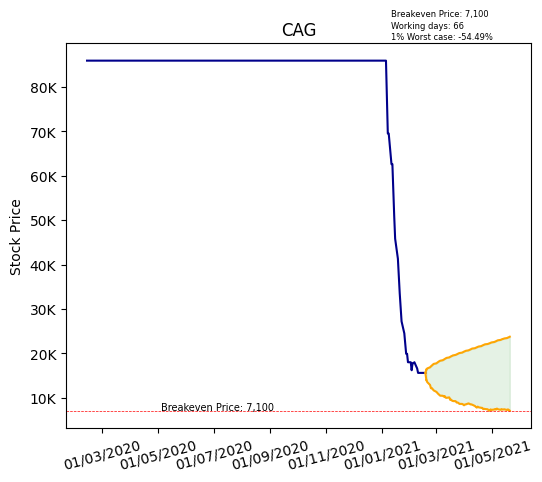 Breakeven Price: 7,100
Working days: 66
1% Worst case: -54.49%
CAG
Stock Price
80K
70K
60K
50K
40K
30K
20K
10K
Breakeven Price: 7,100
01/03/2020
01/05/2020
01/07/2020
01/09/2020
01/11/2020
01/01/2021
01/03/2021
01/05/2021